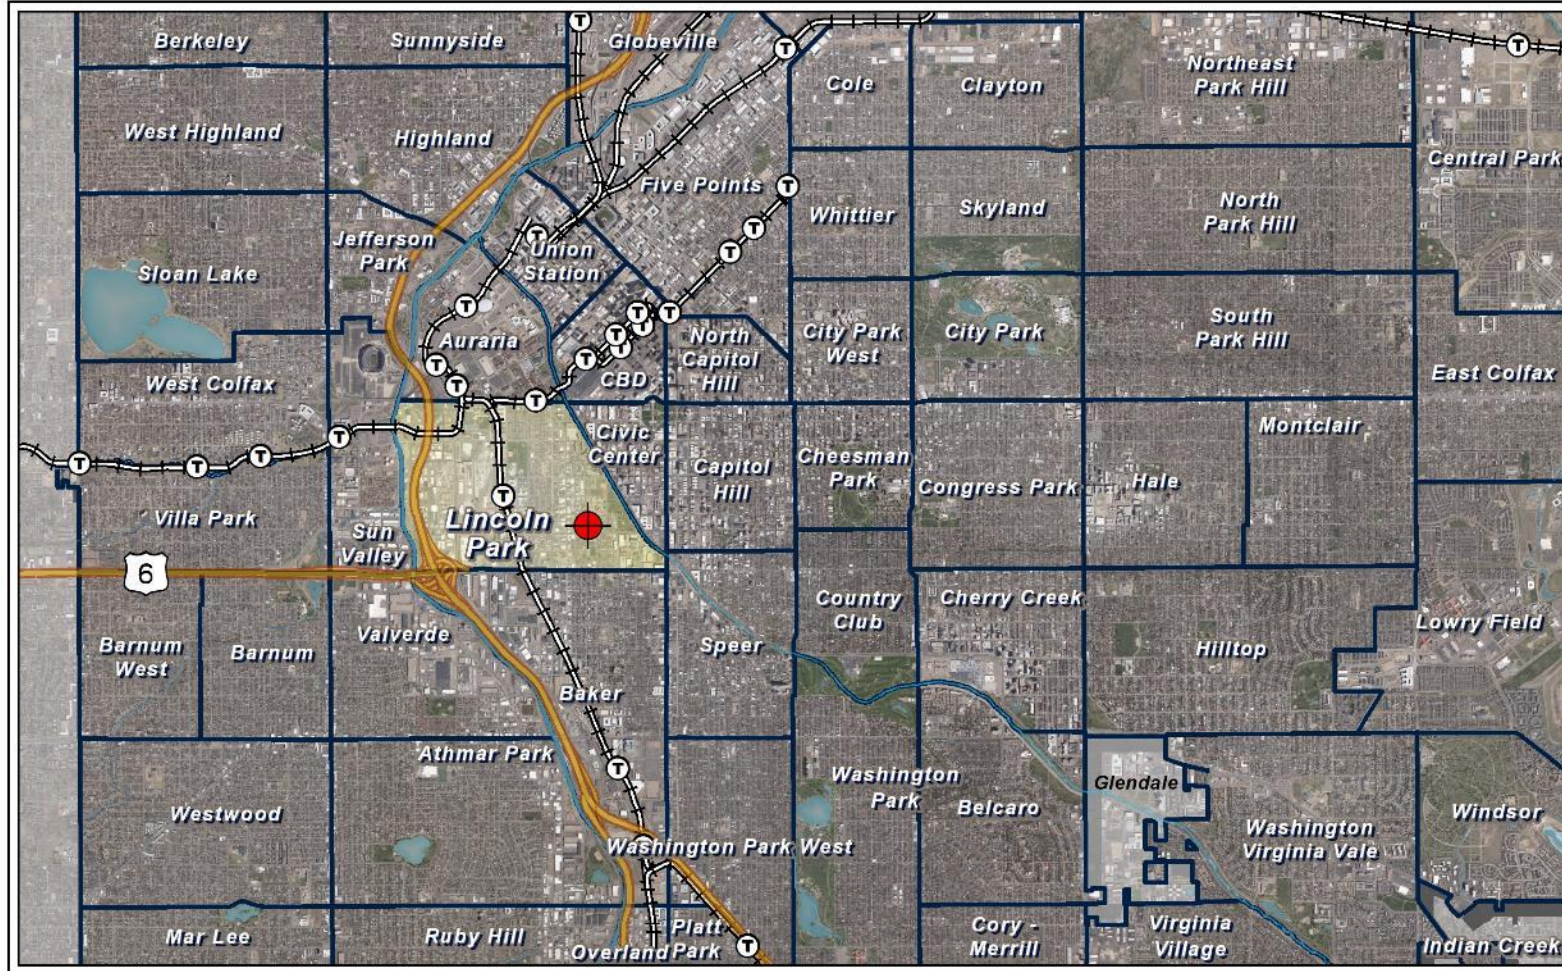 Berkeley
Sunnyside
Globeville
T
T
T
Cole
Clayton
Northeast
Park Hill
West Highland
Highland
Central Park
Five Points
T
Whittier
Skyland
North
Park Hill
Jefferson
Park
T
Union
Station
T
T
Sloan Lake
T
Auraria
T
T
T
T
T
T
North
Capitol
Hill
City Park
West
City Park
South
Park Hill
West Colfax
T
T
CBD
T
East Colfax
Civic
Center
Montclair
T
T
T
T
Capitol
Hill
Cheesman
Park
Congress Park
Hale
T
Villa Park
Sun
Valley
Lincoln
Park
6
Barnum
West
Barnum
Valverde
Speer
Country
Club
Cherry Creek
Hilltop
Lowry Field
Baker
Athmar Park
T
Washington
Park
Glendale
Westwood
Belcaro
Washington
Virginia Vale
Windsor
Washington Park West
Mar Lee
Ruby Hill
Overland
Platt
Park
T
Cory -
Merrill
Virginia
Village
Indian Creek